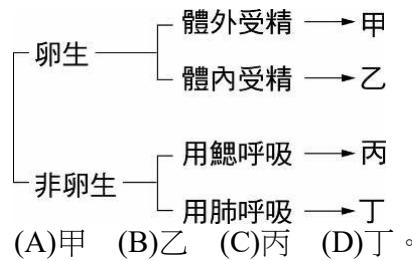 體外受精 → 甲
卵生
體內受精 → 乙
用鰓呼吸 → 丙
非卵生
用肺呼吸 → 丁
(A)甲 (B)乙 (C)丙 (D)丁。